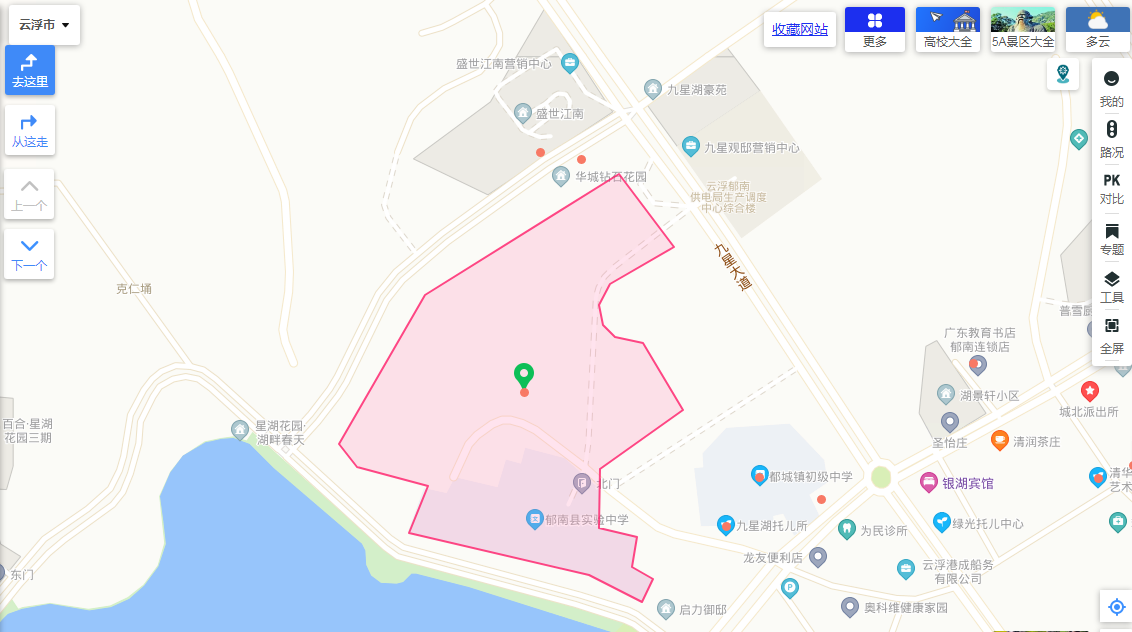 云浮市
去这里
从这走
上一个
下一个
收藏网站
更多
高校大全
5A景区大全
多云
我的
路况
PK
对比
专题
工具
全屏
盛世江南营销中心
盛世江南
九星湖豪苑
九星观邸营销中心
华城钻石花园
云浮郁南
供电局生产调度
中心综合楼
九星大道
克仁埇
普雪厨
广东教育书店
郁南连锁店
湖景轩小区
城北派出所
圣怡庄
清润茶庄
百合·星湖
花园三期
星湖花园·
湖畔春天
都城镇初级中学
银湖宾馆
清华
艺术
北门
郁南县实验中学
九星湖托儿所
为民诊所
绿光托儿中心
龙友便利店
云浮港成船务
有限公司
东门
启力御邸
奥科维健康家园
P